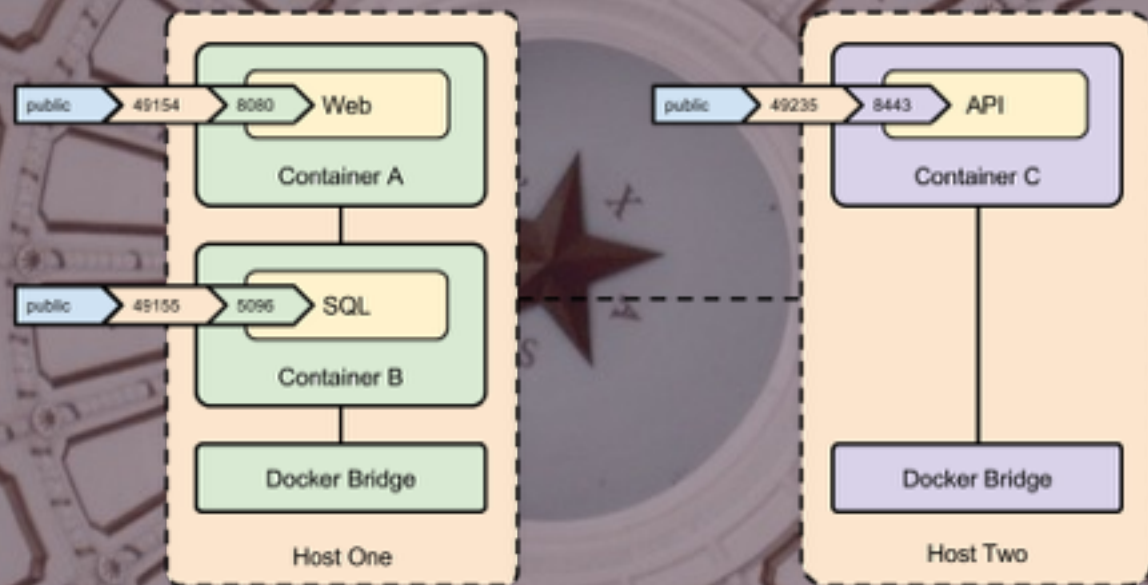 public 49154 8080 Web
Container A
public 49155 5096 SQL
Container B
Docker Bridge
Host One
public 49235 8443 API
Container C
Docker Bridge
Host Two
X
S